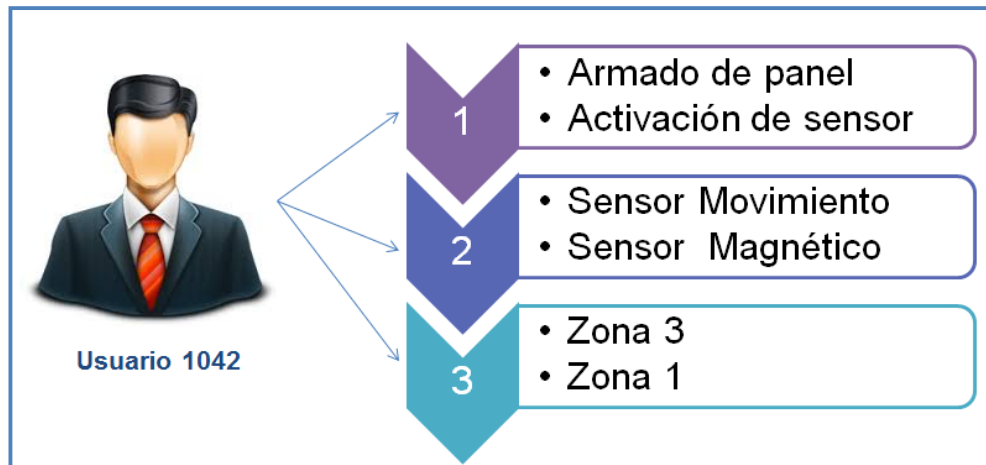 Usuario 1042
1
• Armado de panel
• Activación de sensor
2
• Sensor Movimiento
• Sensor Magnético
3
• Zona 3
• Zona 1